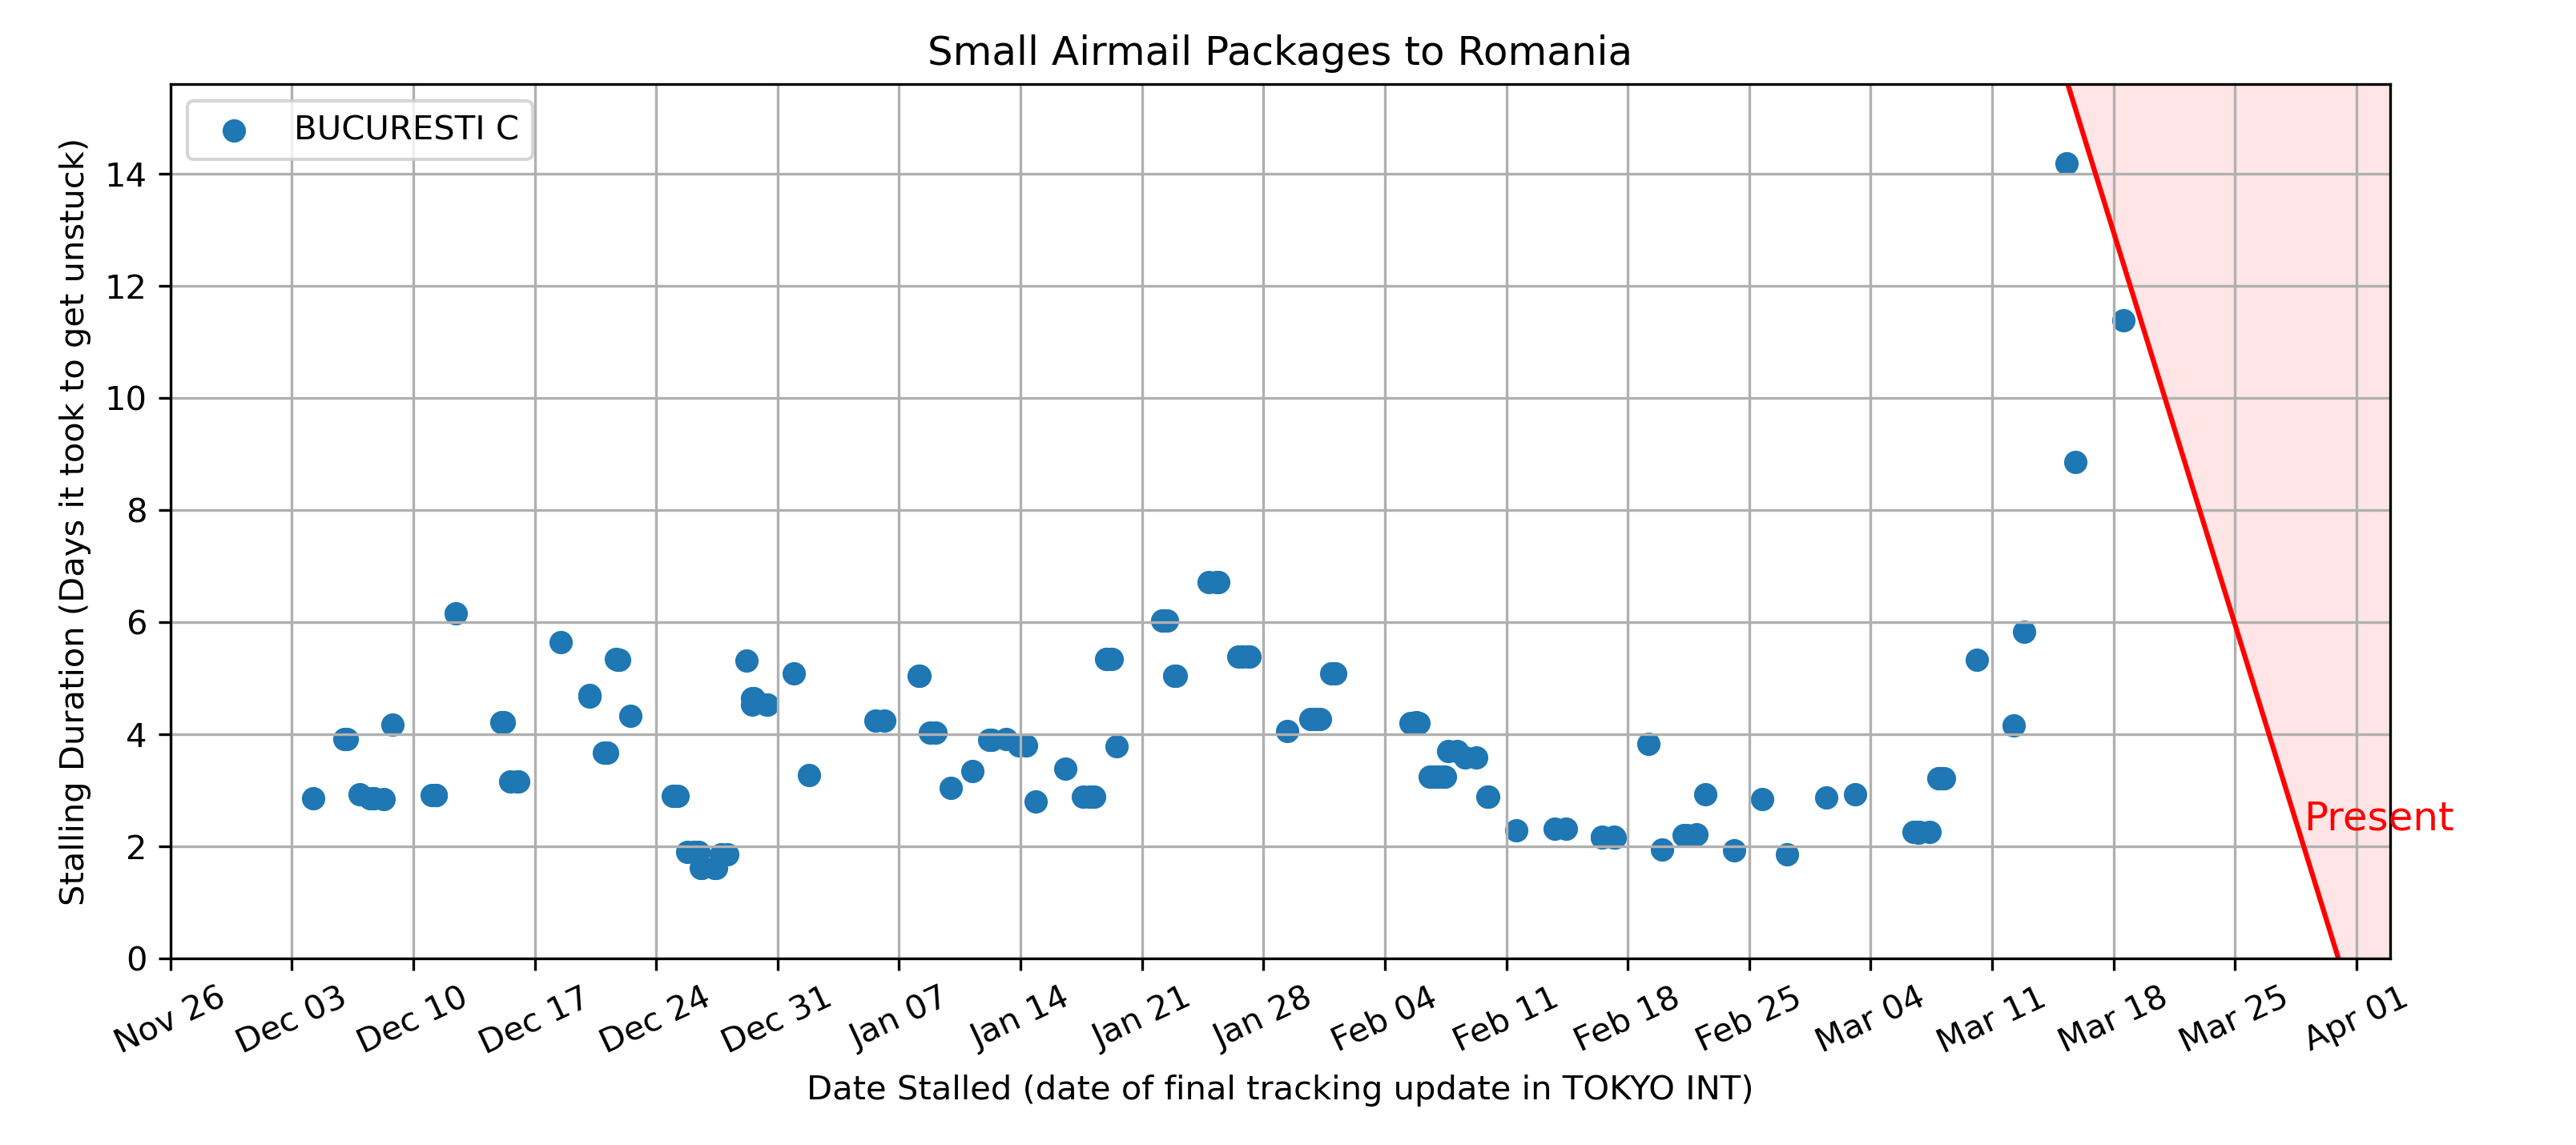 Small Airmail Packages to Romania
BUCURESTI C
Stalling Duration (Days it took to get unstuck)
14
12
10
8
6
4
2
0
Present
Nov 26
Dec 03
Dec 10
Dec 17
Dec 24
Dec 31
Jan 07
Jan 14
Jan 21
Jan 28
Feb 04
Feb 11
Feb 18
Feb 25
Mar 04
Mar 11
Mar 18
Mar 25
Apr 01
Date Stalled (date of final tracking update in TOKYO INT)